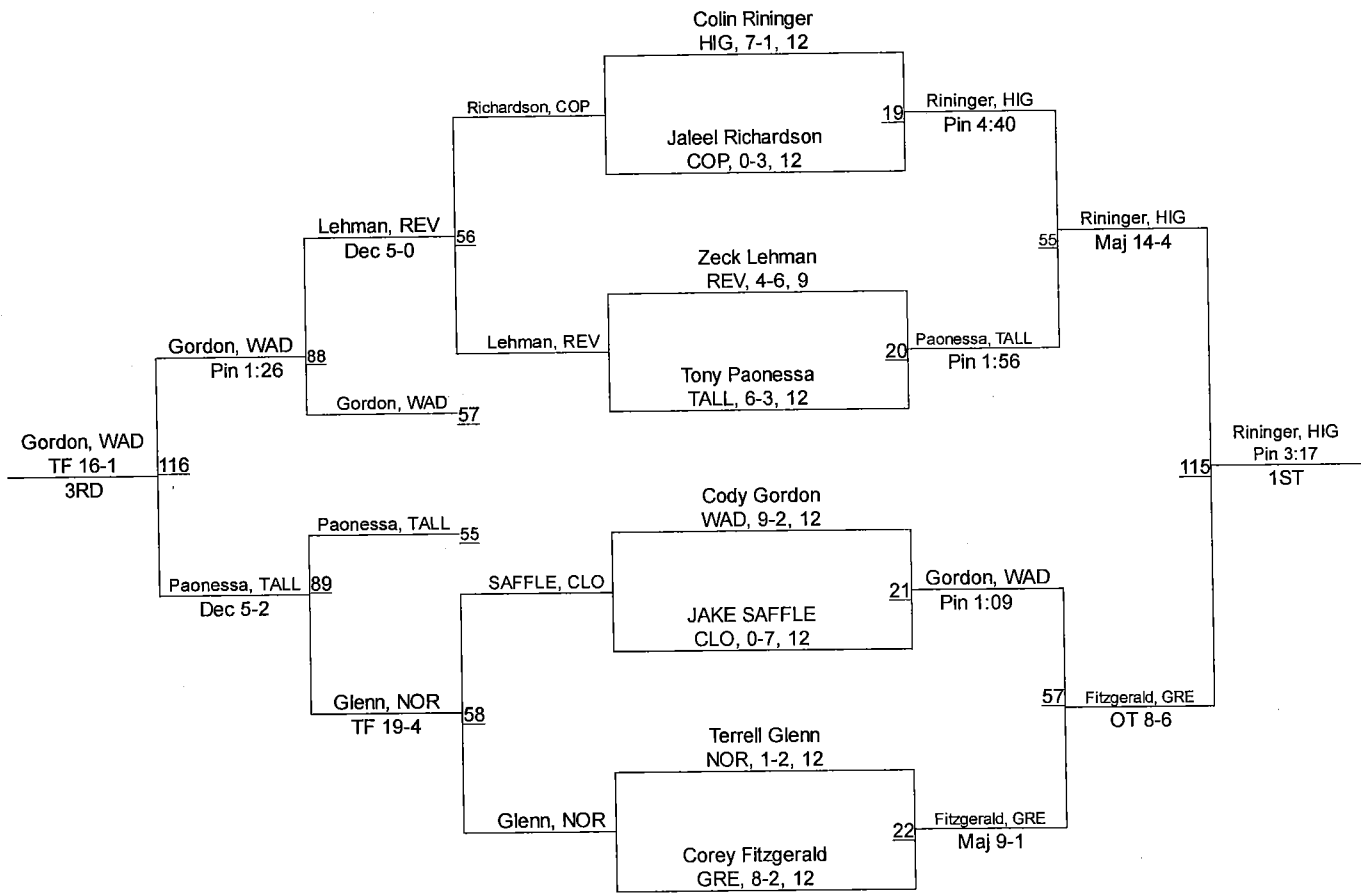 Colin Rininger
HIG, 7-1, 12
Richardson, COP
19
Rininger, HIG
Pin 4:40
Jaleel Richardson
COP, 0-3, 12
Lehman, REV
Dec 5-0
56
Rininger, HIG
Maj 14-4
55
Zeck Lehman
REV, 4-6, 9
Gordon, WAD
Pin 1:26
88
Lehman, REV
20
Paonessa, TALL
Pin 1:56
Tony Paonessa
TALL, 6-3, 12
Gordon, WAD
57
Gordon, WAD
TF 16-1
3RD
116
Rininger, HIG
Pin 3:17
1ST
115
Cody Gordon
WAD, 9-2, 12
Paonessa, TALL
55
Paonessa, TALL
Dec 5-2
89
SAFFLE, CLO
21
Gordon, WAD
Pin 1:09
JAKE SAFFLE
CLO, 0-7, 12
Glenn, NOR
TF 19-4
58
57
Fitzgerald, GRE
OT 8-6
Terrell Glenn
NOR, 1-2, 12
Glenn, NOR
22
Fitzgerald, GRE
Maj 9-1
Corey Fitzgerald
GRE, 8-2, 12